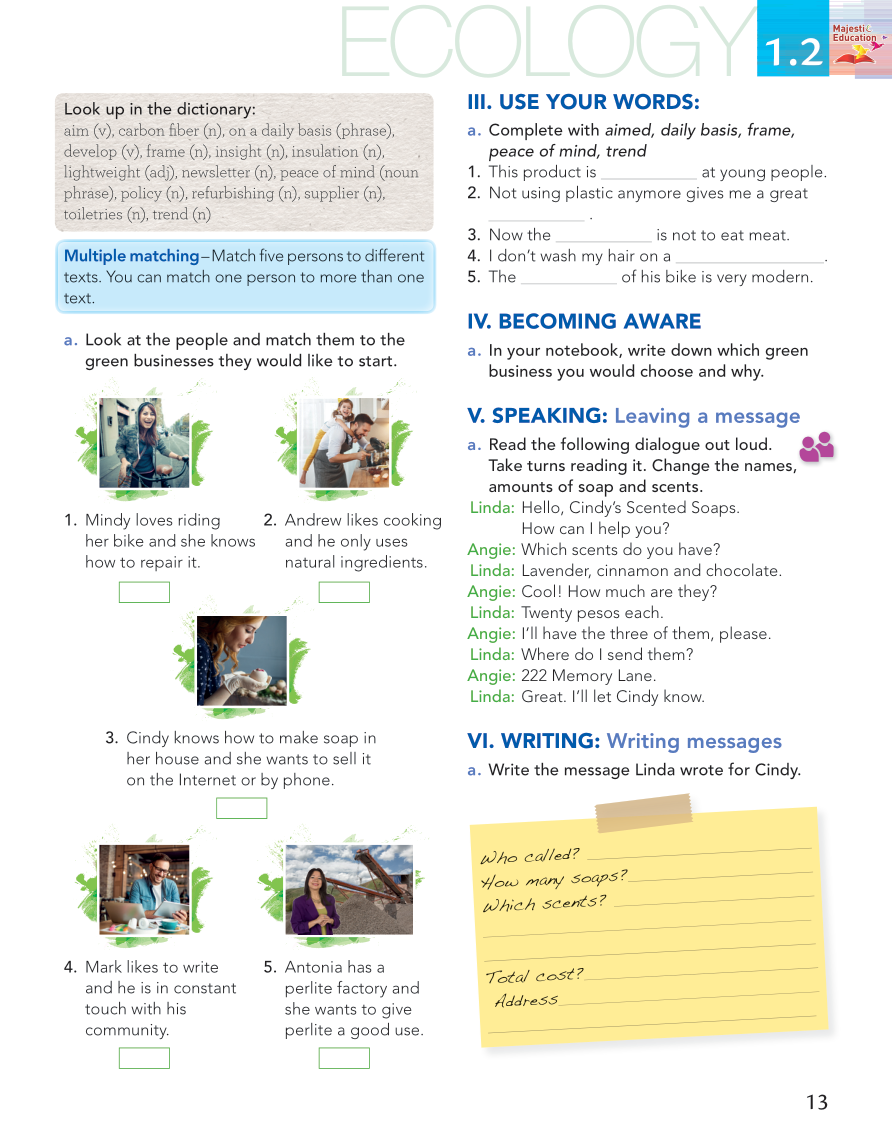 ECOLOGY
1.2
Majestic
Education
Look up in the dictionary:
aim (v), carbon fiber (n), on a daily basis (phrase),
develop (v), frame (n), insight (n), insulation (n),
lightweight (adj), newsletter (n), peace of mind (noun
phrase), policy (n), refurbishing (n), supplier (n),
toiletries (n), trend (n)
Multiple matching – Match five persons to different
texts. You can match one person to more than one
text.
a. Look at the people and match them to the
green businesses they would like to start.
1. Mindy loves riding
her bike and she knows
how to repair it.
2. Andrew likes cooking
and he only uses
natural ingredients.
3. Cindy knows how to make soap in
her house and she wants to sell it
on the Internet or by phone.
4. Mark likes to write
and he is in constant
touch with his
community.
5. Antonia has a
perlite factory and
she wants to give
perlite a good use.
III. USE YOUR WORDS:
a. Complete with aimed, daily basis, frame,
peace of mind, trend
1. This product is ____________ at young people.
2. Not using plastic anymore gives me a great
____________ .
3. Now the ____________ is not to eat meat.
4. I don't wash my hair on a ____________________.
5. The ____________ of his bike is very modern.
IV. BECOMING AWARE
a. In your notebook, write down which green
business you would choose and why.
V. SPEAKING: Leaving a message
a. Read the following dialogue out loud.
Take turns reading it. Change the names,
amounts of soap and scents.
Linda: Hello, Cindy's Scented Soaps.
How can I help you?
Angie: Which scents do you have?
Linda: Lavender, cinnamon and chocolate.
Angie: Cool! How much are they?
Linda: Twenty pesos each.
Angie: I'll have the three of them, please.
Linda: Where do I send them?
Angie: 222 Memory Lane.
Linda: Great. I'll let Cindy know.
VI. WRITING: Writing messages
a. Write the message Linda wrote for Cindy.
Who called?
How many soaps?
Which scents?
Total cost?
Address
13